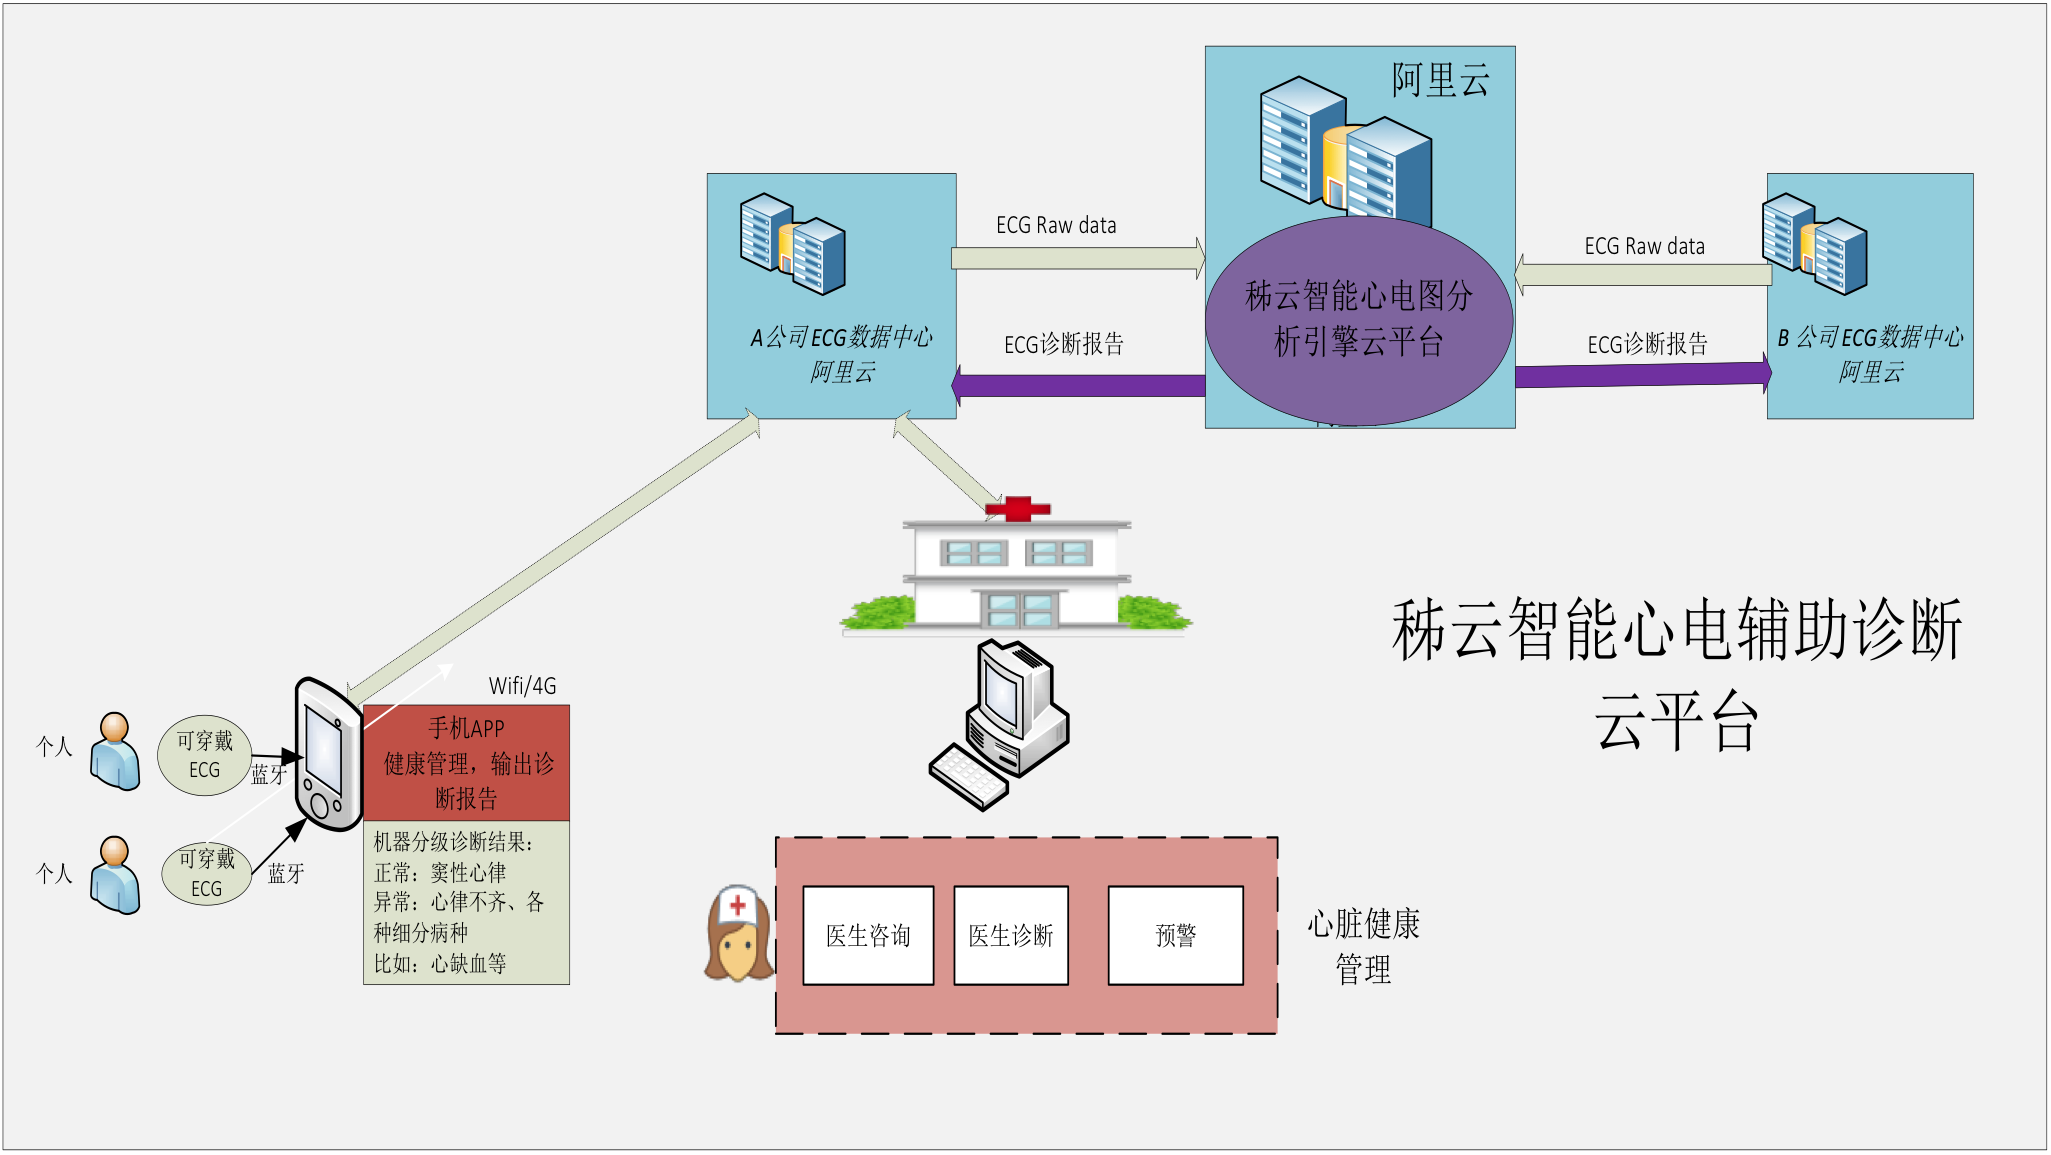 阿里云
ECG Raw data
ECG Raw data
秭云智能心电图分
析引擎云平台
A公司ECG数据中心
阿里云
ECG诊断报告
ECG诊断报告
B 公司ECG数据中心
阿里云
秭云智能心电辅助诊断
云平台
Wifi/4G
手机APP
健康管理，输出诊
断报告
个人
可穿戴
ECG
蓝牙
机器分级诊断结果：
正常：窦性心律
异常：心律不齐、各
种细分病种
比如：心缺血等
个人
可穿戴
ECG
蓝牙
医生咨询
医生诊断
预警
心脏健康
管理